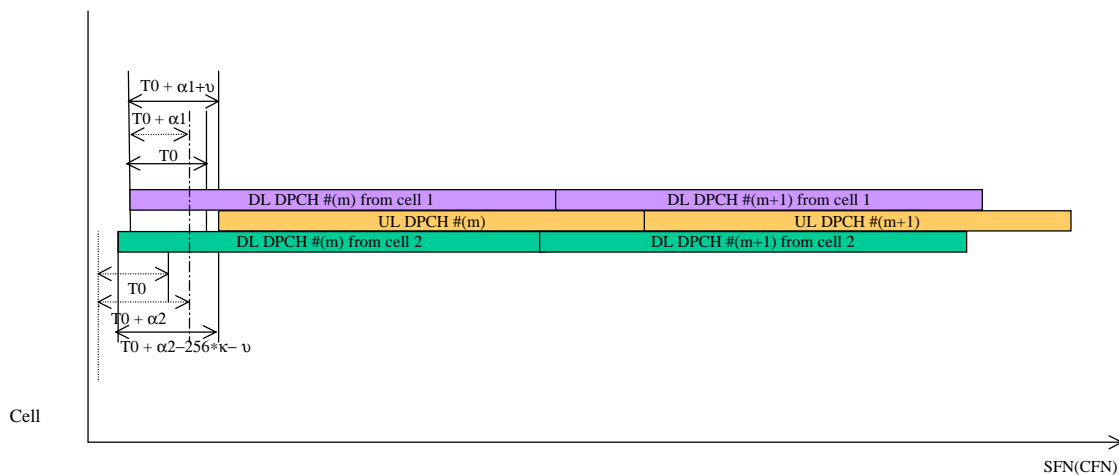 T0 + α1+υ
T0 + α1
T0
DL DPCH #(m) from cell 1
DL DPCH #(m+1) from cell 1
UL DPCH #(m)
UL DPCH #(m+1)
DL DPCH #(m) from cell 2
DL DPCH #(m+1) from cell 2
T0
T0 + α2
T0 + α2−256*κ− υ
Cell
SFN(CFN)